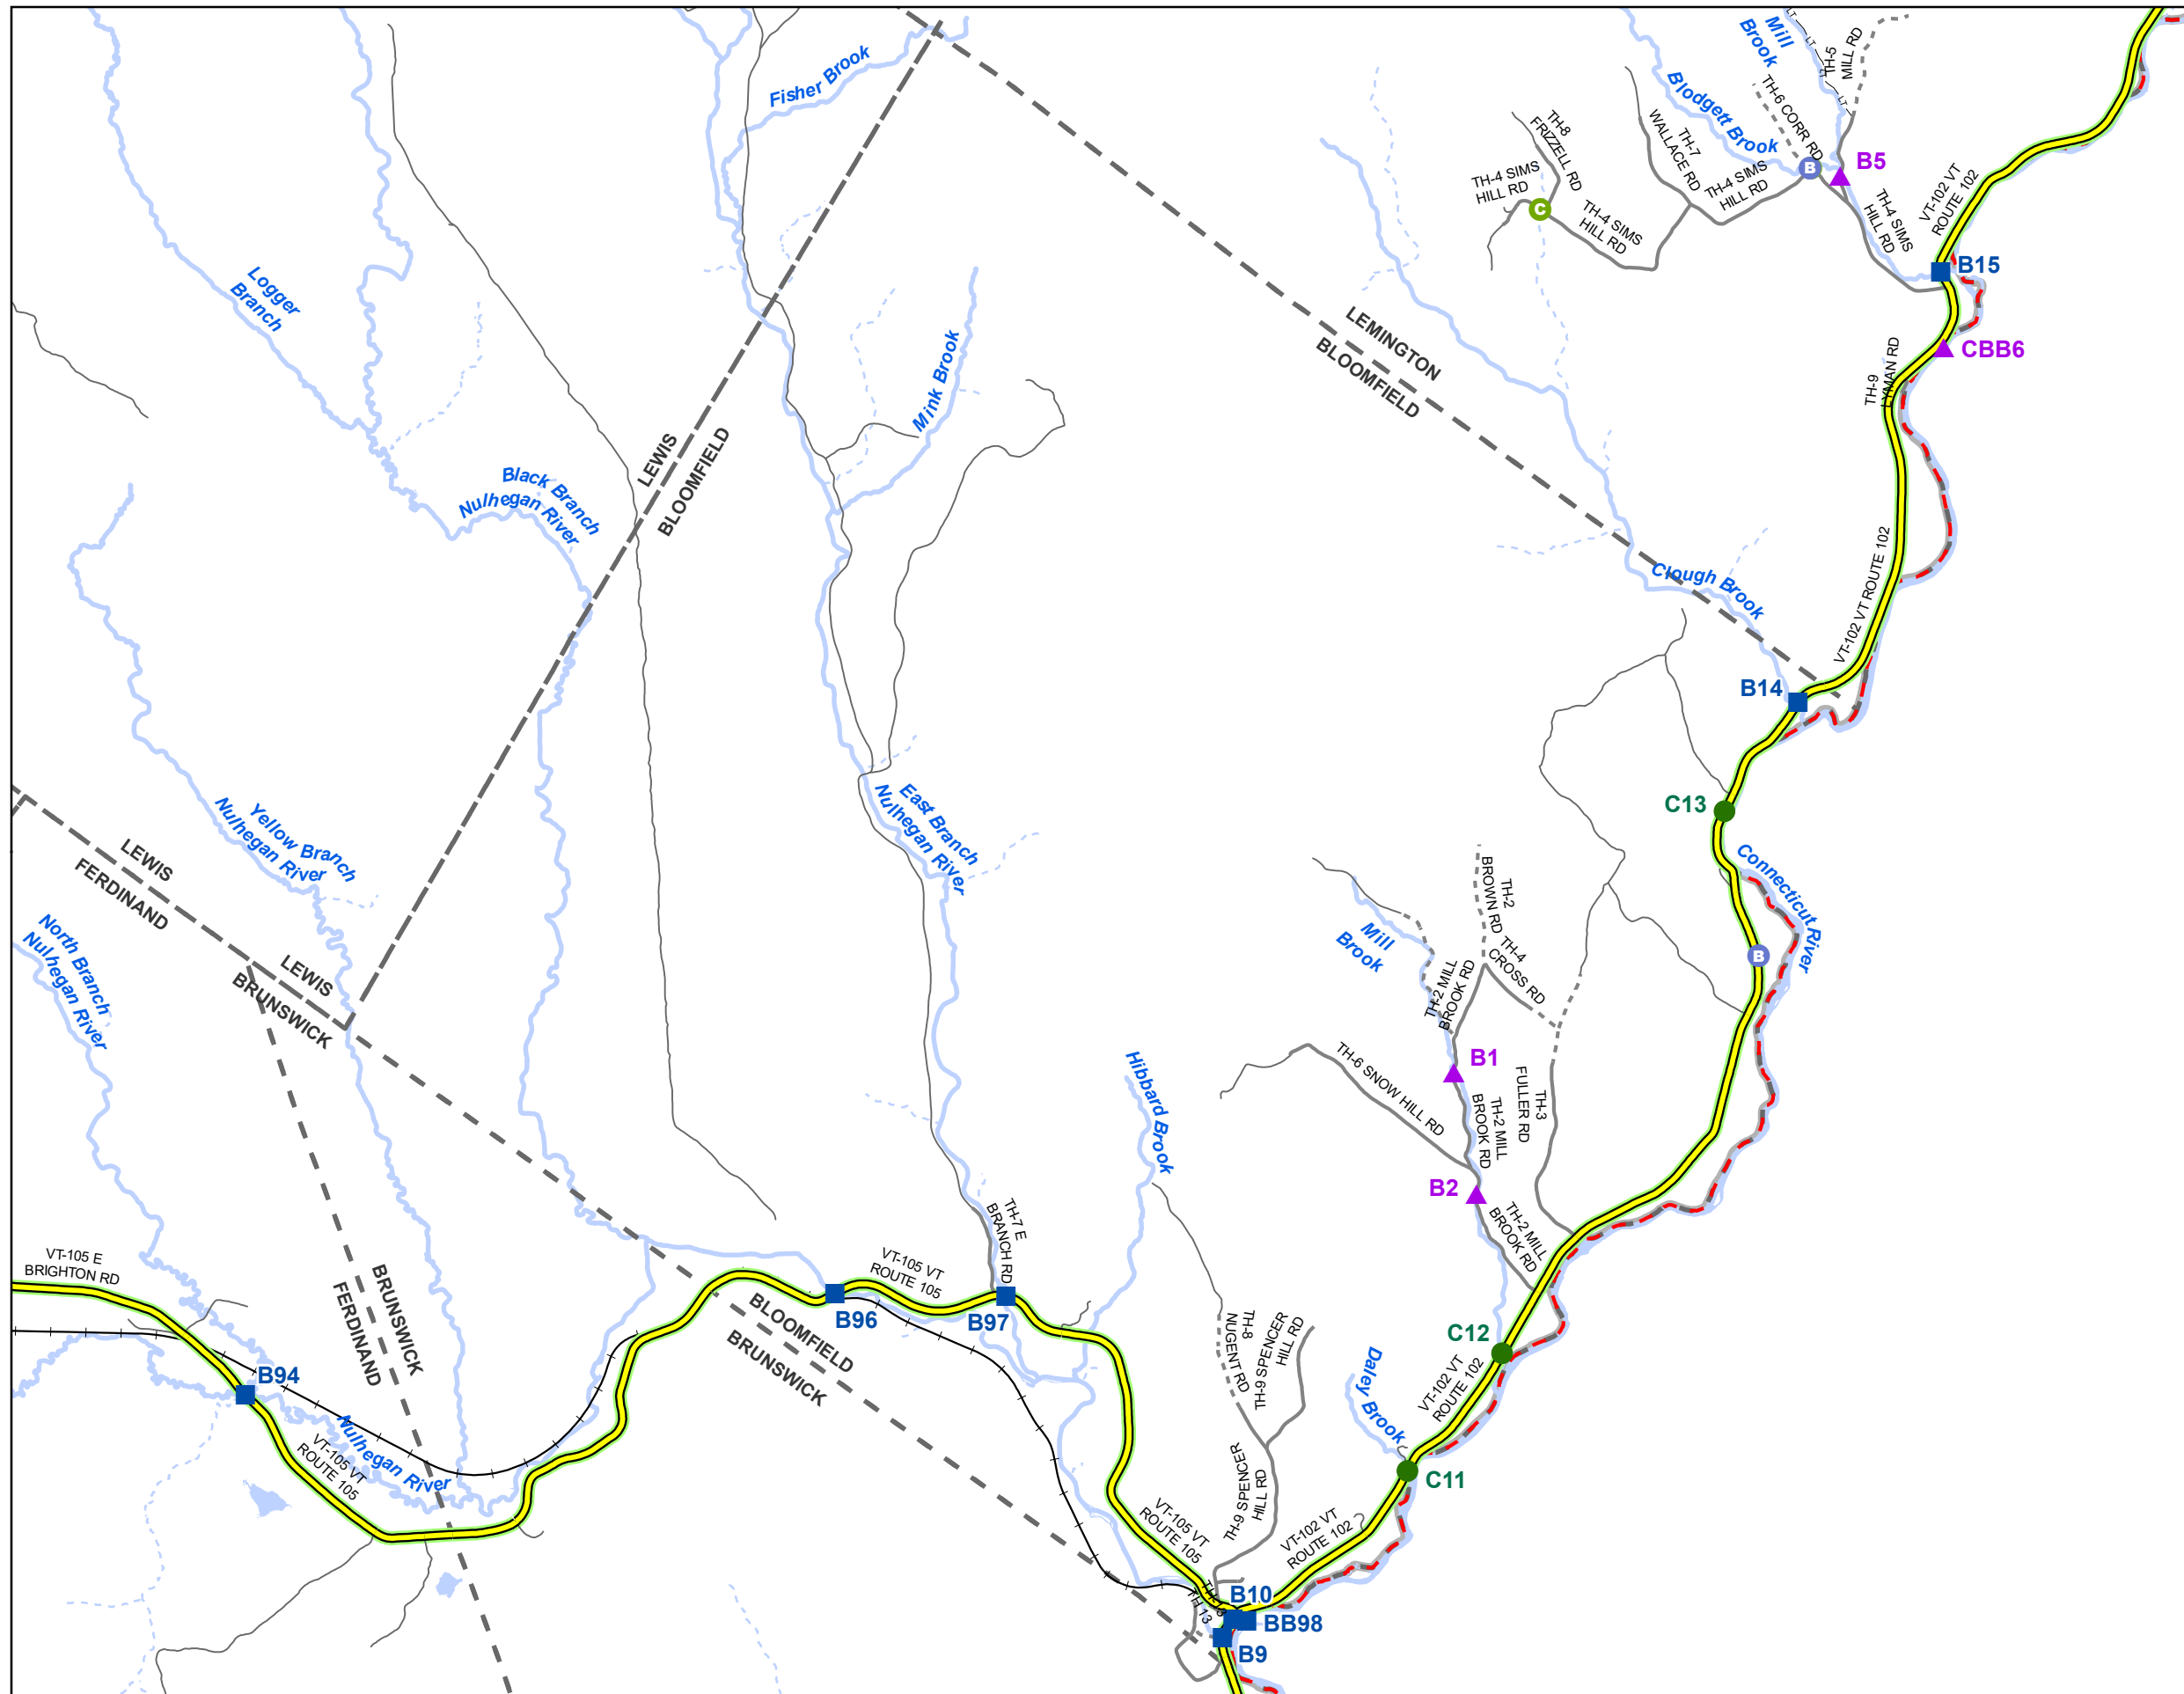 Fisher Brook
Mill
Brook
LT
LT
LT
LT
TH-5
MILL RD
TH-6 CORR RD
Blodgett Brook
TH-8
FRIZZELL RD
TH-7
WALLACE RD
B
B5
TH-4 SIMS
HILL RD
C
TH-4 SIMS
HILL RD
TH-4 SIMS
HILL RD
TH-4 SIMS
HILL RD
VT-102 VT
ROUTE 102
B15
CBB6
TH-9
LYMAN RD
Logger
Branch
LEMINGTON
BLOOMFIELD
Mink Brook
LEWIS
BLOOMFIELD
Black Branch
Nulhegan River
VT-102 VT ROUTE 102
Clough Brook
B14
C13
East Branch
Nulhegan River
Yellow Branch
Nulhegan River
LEWIS
FERDINAND
Connecticut River
B
TH-2
BROWN RD
TH-4
CROSS RD
Mill
Brook
TH-2 MILL
BROOK RD
North Branch
Nulhegan River
LEWIS
BRUNSWICK
Hibbard Brook
B1
TH-6 SNOW HILL RD
TH-2 MILL
BROOK RD
TH-3
FULLER RD
B2
TH-2 MILL
BROOK RD
TH-7 E
BRANCH RD
VT-105 E
BRIGHTON RD
VT-105 VT
ROUTE 105
BRUNSWICK
FERDINAND
B96
B97
BLOOMFIELD
BRUNSWICK
TH-8
NUGENT RD
TH-9 SPENCER
HILL RD
C12
Daley Brook
VT-102 VT
ROUTE 102
B94
Nulhegan River
VT-105 VT
ROUTE 105
TH-9 SPENCER
HILL RD
C11
VT-105 VT
ROUTE 105
VT-102 VT
ROUTE 102
TH 13
B10
BB98
B9